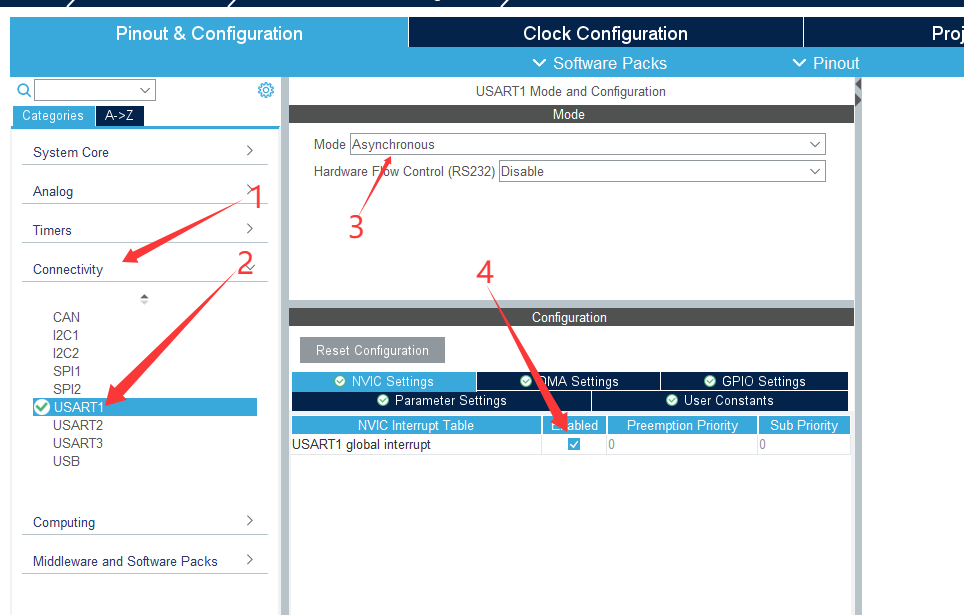 Pinout & Configuration
Clock Configuration
Proj
Software Packs
Pinout
Categories
A->Z
System Core
Analog
Timers
Connectivity
CAN
I2C1
I2C2
SPI1
SPI2
USART1
USART2
USART3
USB
Computing
Middleware and Software Packs
1
2
USART1 Mode and Configuration
Mode
Mode Asynchronous
Hardware Flow Control (RS232) Disable
3
4
Configuration
Reset Configuration
NVIC Settings
DMA Settings
GPIO Settings
Parameter Settings
User Constants
NVIC Interrupt Table
Enabled
Preemption Priority
Sub Priority
USART1 global interrupt
0
0